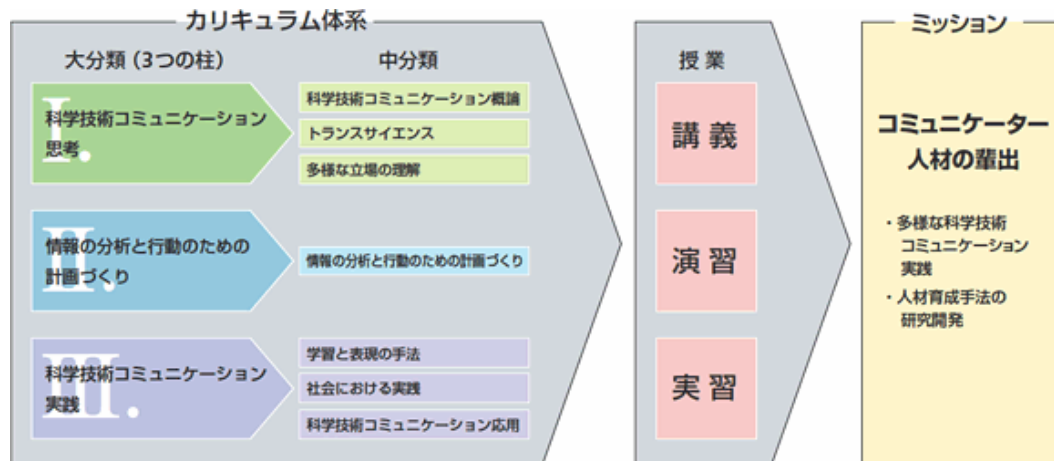 カリキュラム体系
大分類（3つの柱）
中分類
I.
科学技術コミュニケーション
思考
科学技術コミュニケーション概論
トランスサイエンス
多様な立場の理解
II.
情報の分析と行動のための
計画づくり
情報の分析と行動のための計画づくり
III.
科学技術コミュニケーション
実践
学習と表現の手法
社会における実践
科学技術コミュニケーション応用
授業
講義
演習
実習
ミッション
コミュニケーター
人材の輩出
・多様な科学技術
コミュニケーション
実践
・人材育成手法の
研究開発